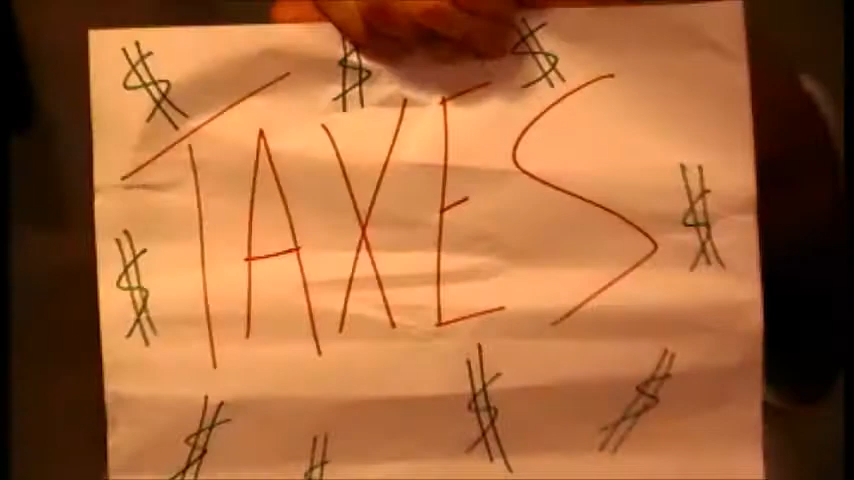 $ $ $
TAXES
$ $
$ $ $ $